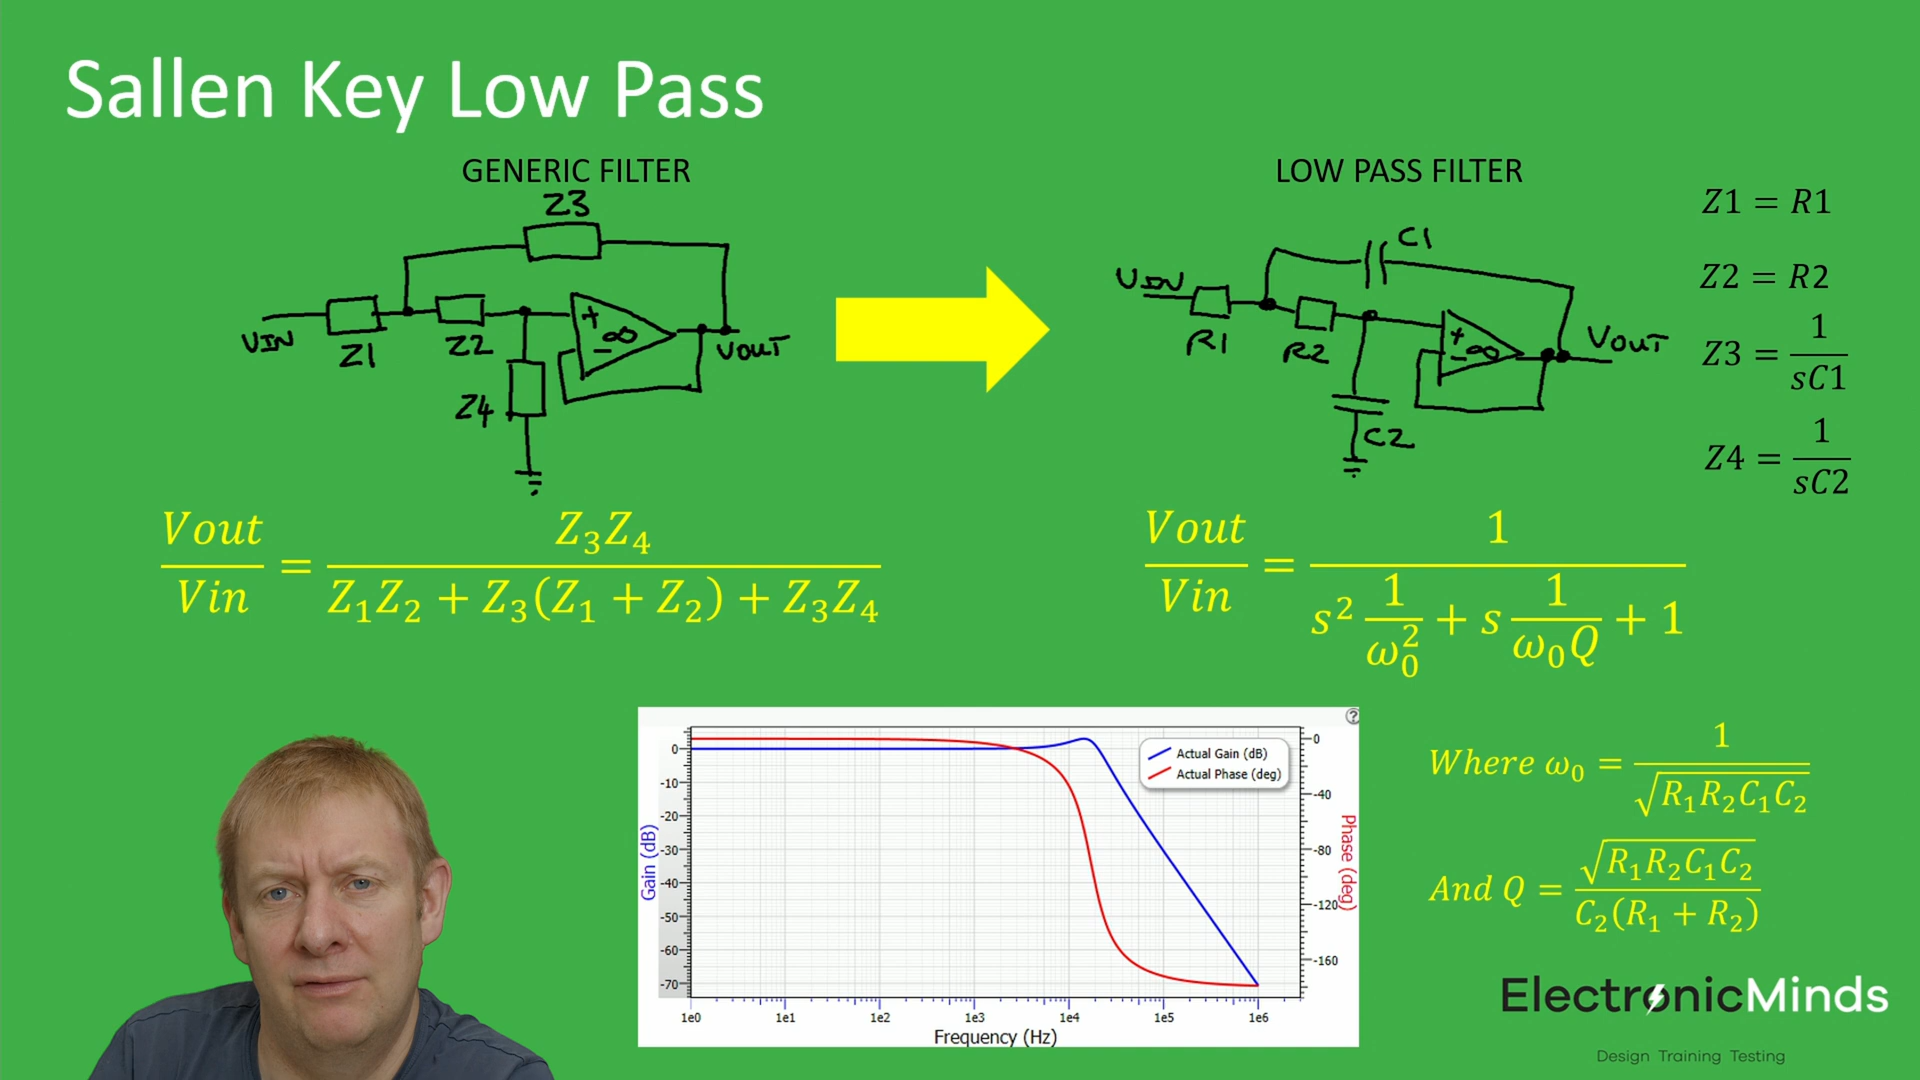 Sallen Key Low Pass
GENERIC FILTER
Z3
VIN
Z1
Z2
Z4
+
∞
−
VOUT
LOW PASS FILTER
C1
VIN
R1
R2
C2
+
∞
−
VOUT
Z1 = R1
Z2 = R2
Z3 = 1/sC1
Z4 = 1/sC2
Vout/Vin = Z₃Z₄/(Z₁Z₂ + Z₃(Z₁ + Z₂) + Z₃Z₄)
Vout/Vin = 1/(s² 1/ω₀² + s 1/ω₀Q + 1)
?
Actual Gain (dB)
Actual Phase (deg)
Gain (dB)
0
-10
-20
-30
-40
-50
-60
-70
0
-40
-80
-120
-160
Phase (deg)
1e0 1e1 1e2 1e3 1e4 1e5 1e6
Frequency (Hz)
Where ω₀ = 1/√(R₁R₂C₁C₂)
And Q = √(R₁R₂C₁C₂)/(C₂(R₁ + R₂))
ElectronicMinds
Design Training Testing